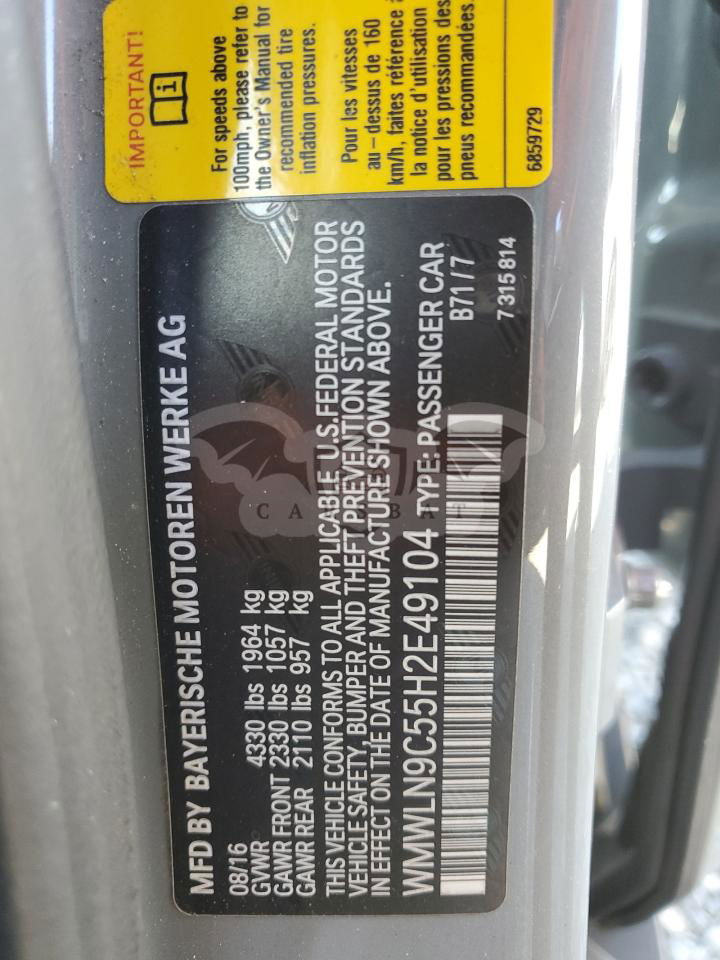 IMPORTANT!
For speeds above
100mph, please refer to
the Owner's Manual for
recommended tire
inflation pressures.
Pour les vitesses
au-dessus de 160
km/h, faites référence à
la notice d'utilisation
pour les pressions des
pneus recommandées.
6859729
MFD BY BAYERISCHE MOTOREN WERKE AG
08/16
GVWR 4330 lbs 1964 kg
GAWR FRONT 2330 lbs 1057 kg
GAWR REAR 2110 lbs 957 kg
THIS VEHICLE CONFORMS TO ALL APPLICABLE U.S.FEDERAL MOTOR
VEHICLE SAFETY, BUMPER AND THEFT PREVENTION STANDARDS
IN EFFECT ON THE DATE OF MANUFACTURE SHOWN ABOVE.
WMWLN9C55H2E49104 TYPE: PASSENGER CAR
B71/7
7 315 814